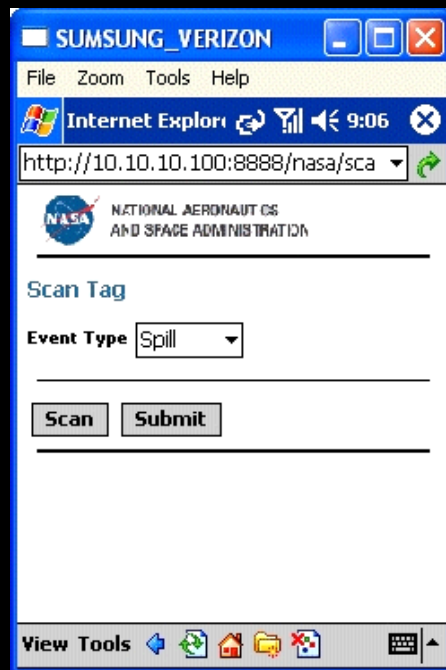 SUMSUNG_VERIZON
File Zoom Tools Help
Internet Explor 9:06
http://10.10.10.100:8888/nasa/sca
NASA
NATIONAL AERONAUTICS
AND SPACE ADMINISTRATION
Scan Tag
Event Type Spill
Scan Submit
View Tools